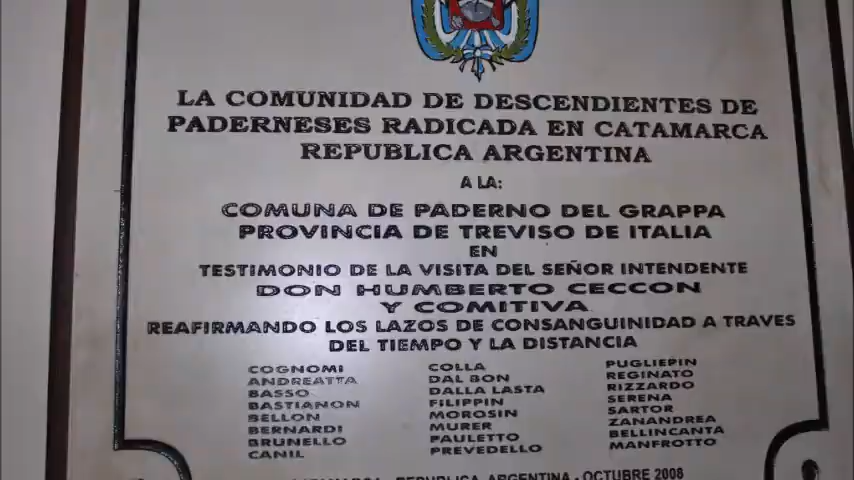 LA COMUNIDAD DE DESCENDIENTES DE
PADERNESES RADICADA EN CATAMARCA
REPUBLICA ARGENTINA
A LA:
COMUNA DE PADERNO DEL GRAPPA
PROVINCIA DE TREVISO DE ITALIA
EN
TESTIMONIO DE LA VISITA DEL SEÑOR INTENDENTE
DON HUMBERTO CECCON
Y COMITIVA
REAFIRMANDO LOS LAZOS DE CONSANGUINIDAD A TRAVES
DEL TIEMPO Y LA DISTANCIA
COGNOMI
ANDREATTA
BASSO
BASTIANON
BELLON
BERNARDI
BRUNELLO
CANIL
COLLA
DAL BON
DALLA LASTA
FILIPPIN
MOROSIN
MURER
PAULETTO
PREVEDELLO
PUGLIEPIN
REGINATO
RIZZARDO
SERENA
SARTOR
ZANANDREA
BELLINCANTA
MANFROTTO
CATAMARCA - REPUBLICA ARGENTINA - OCTUBRE 2008